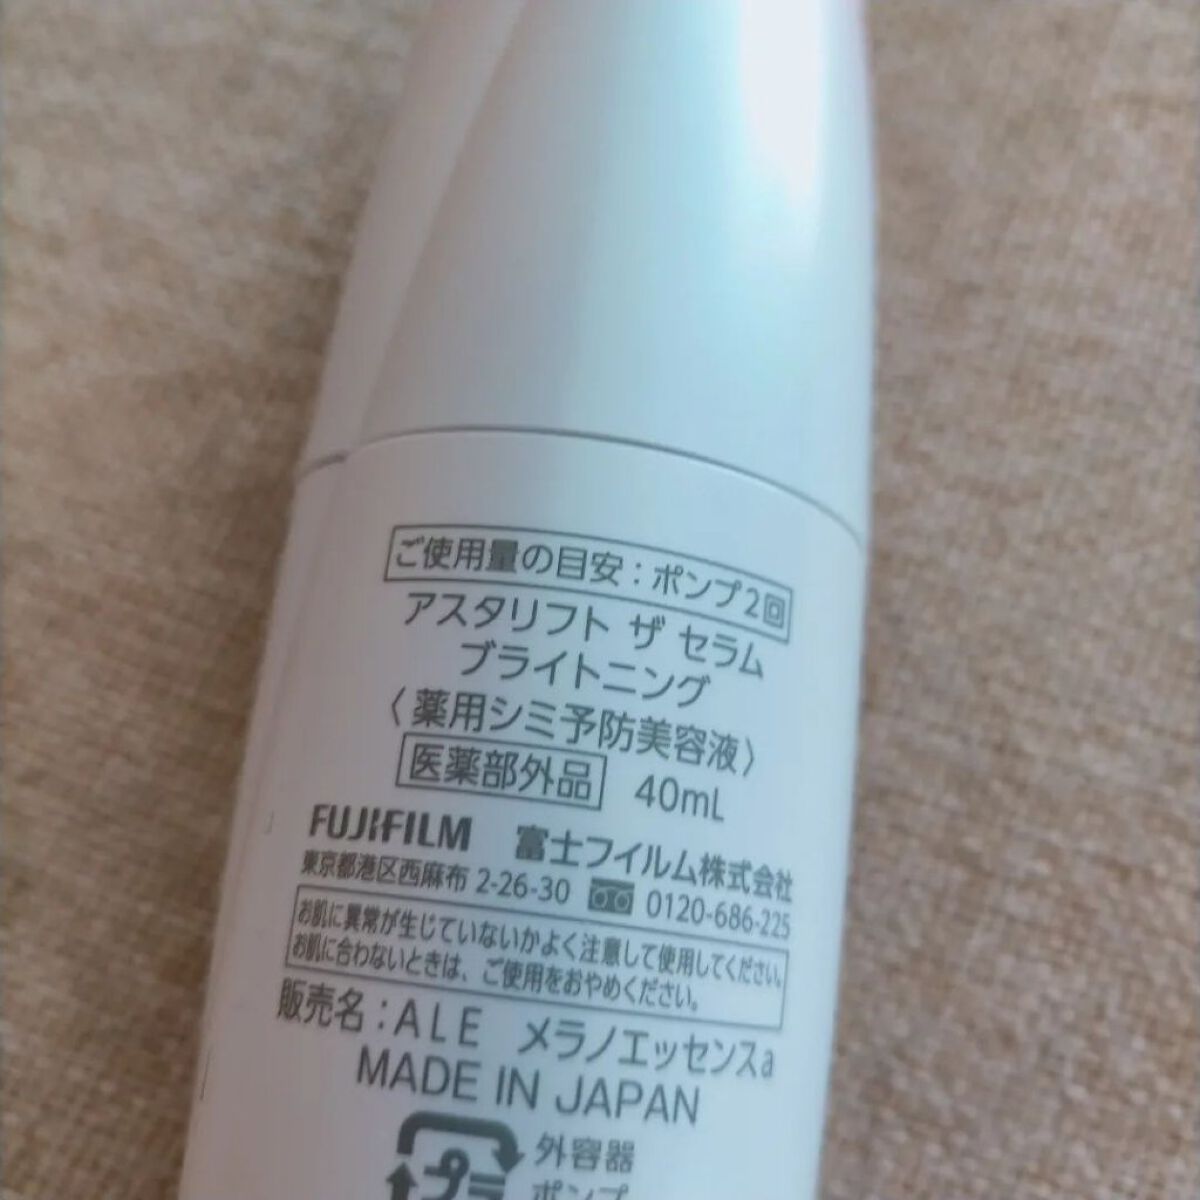 ご使用量の目安：ポンプ2回
アスタリフト ザ セラム
ブライトニング
〈薬用シミ予防美容液〉
医薬部外品 40mL
FUJIFILM 富士フイルム株式会社
東京都港区西麻布 2-26-30 0120-686-225
お肌に異常が生じていないかよく注意して使用してください。
お肌に合わないときは、ご使用をおやめください。
販売名：ALE メラノエッセンスa
MADE IN JAPAN
プラ 外容器
ポンプ